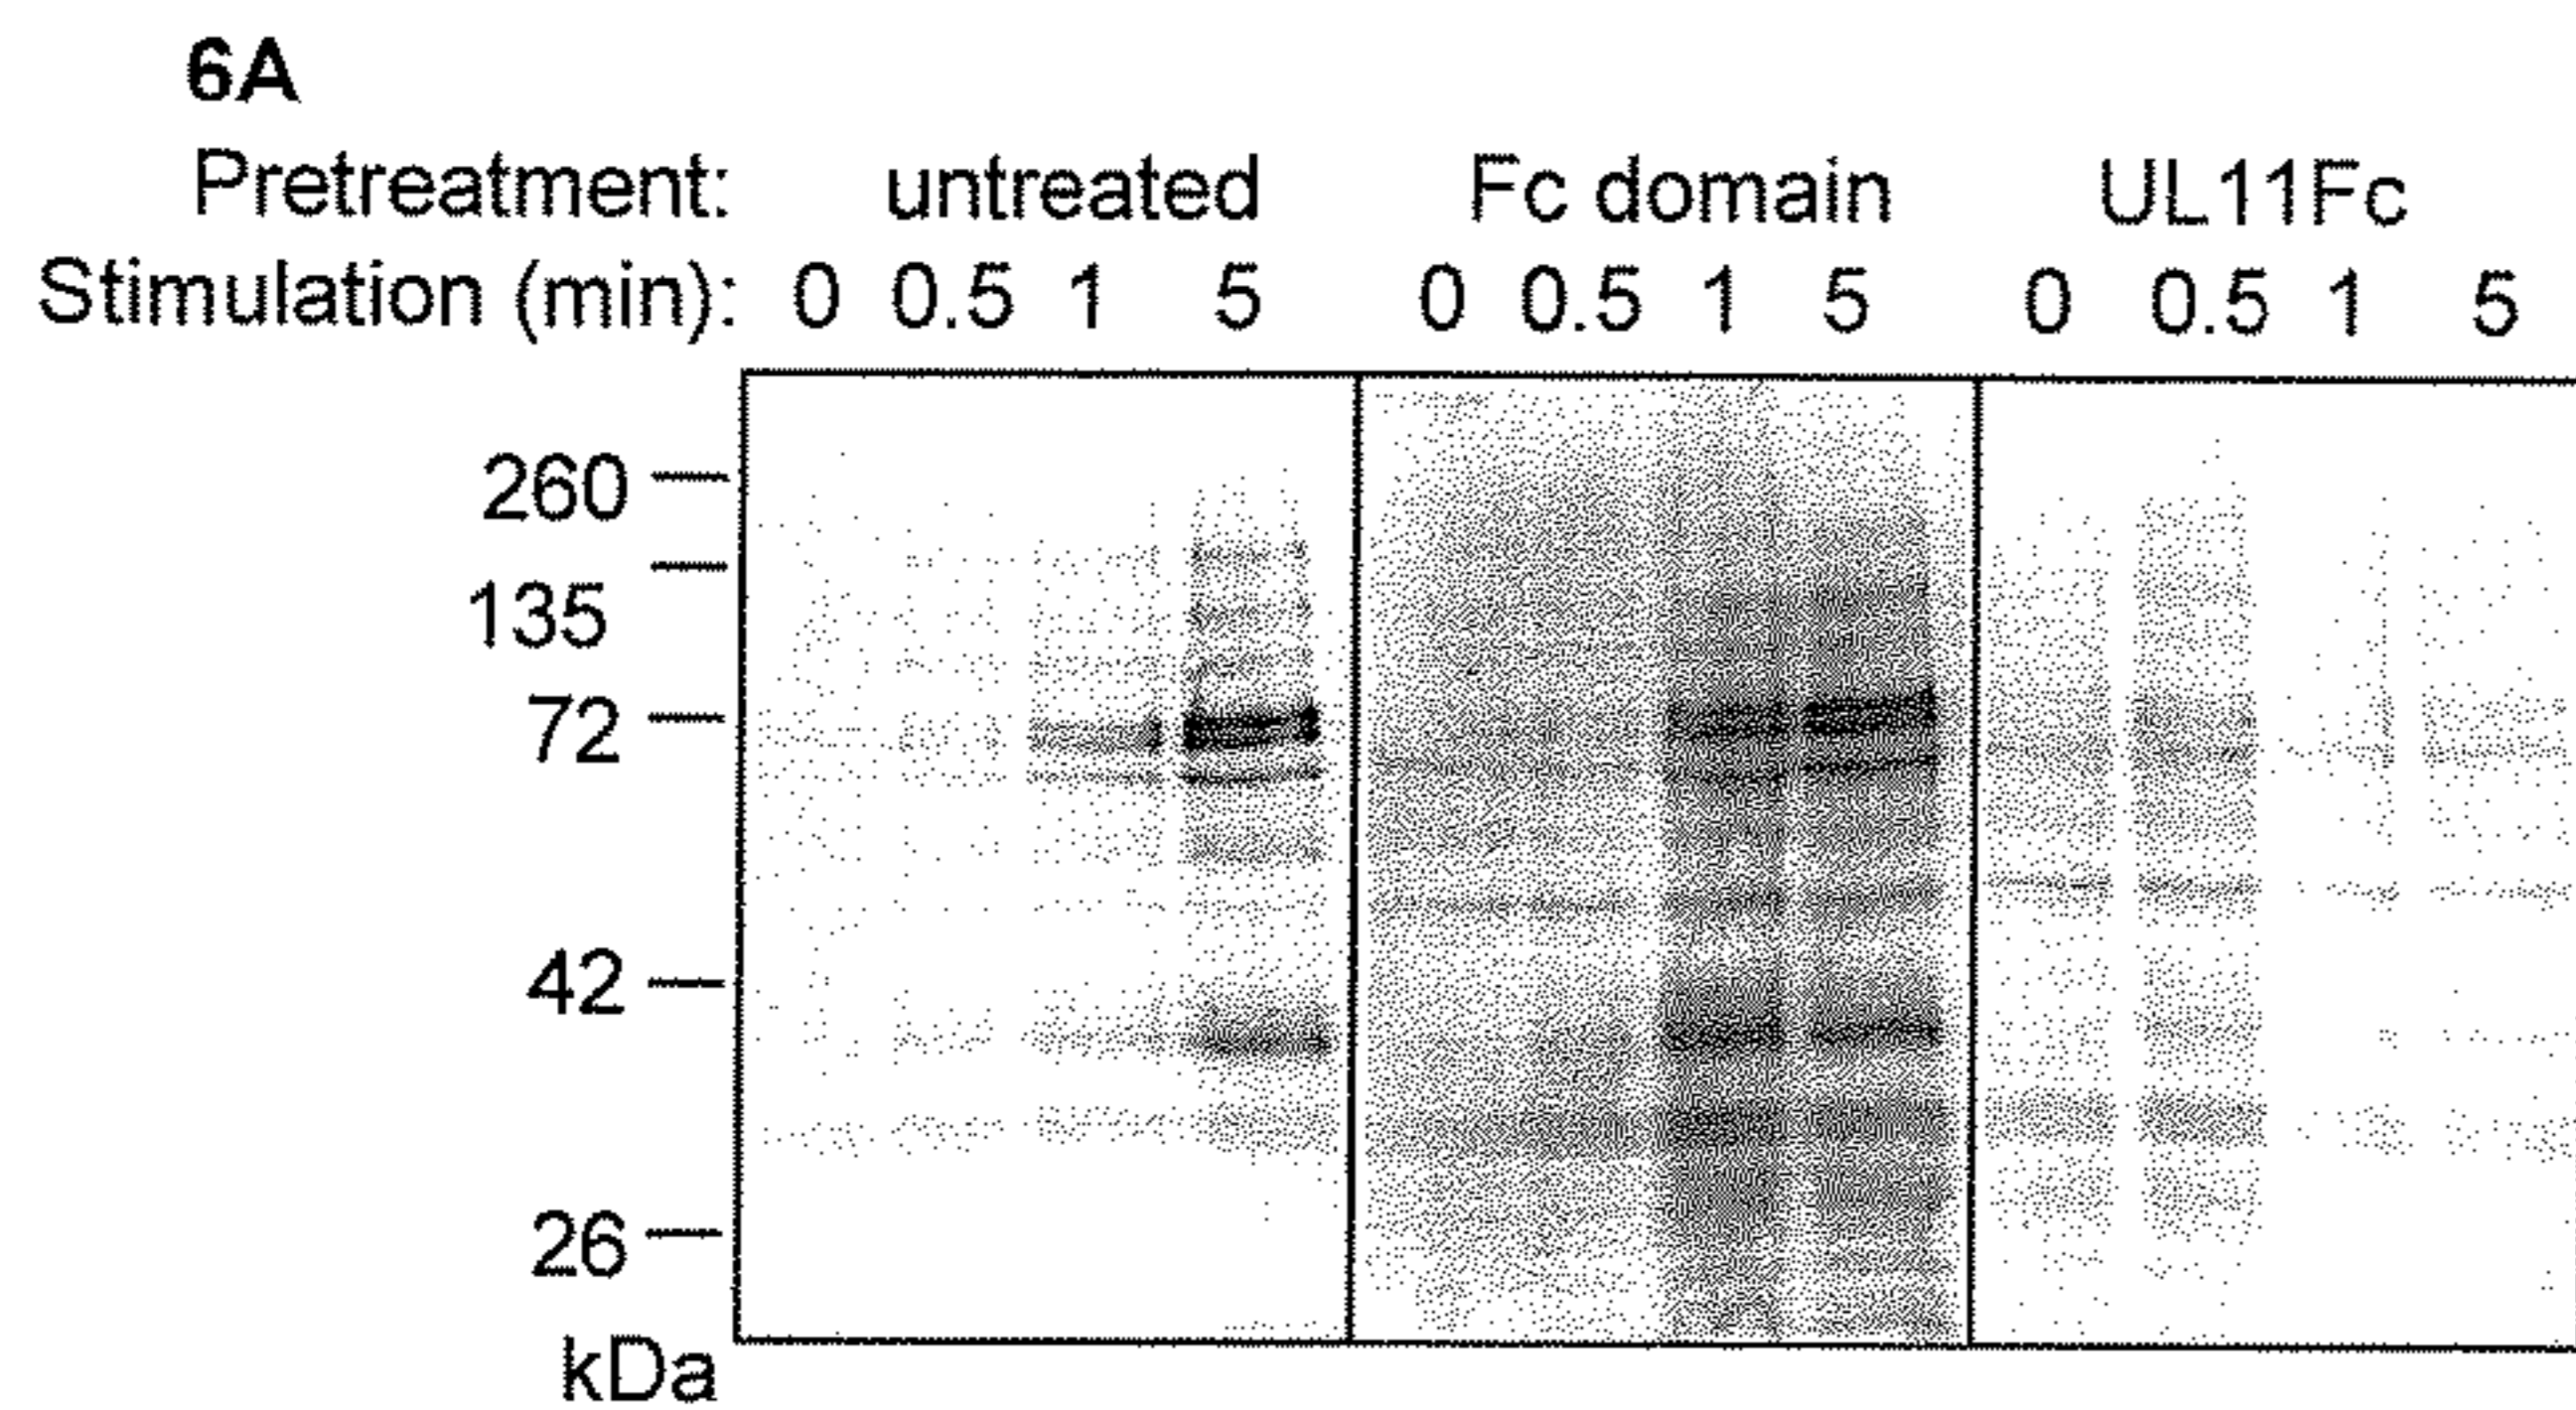 6A
Pretreatment: untreated Fc domain UL11Fc
Stimulation (min): 0 0.5 1 5 0 0.5 1 5 0 0.5 1 5
260
135
72
42
26
kDa